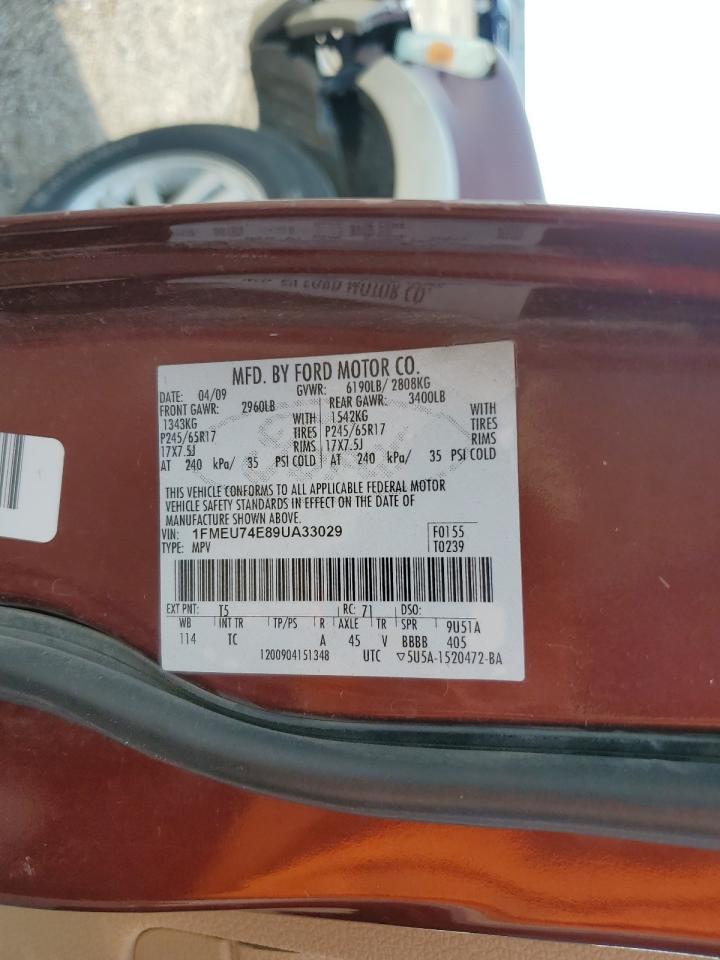 MFD. BY FORD MOTOR CO.
DATE: 04/09 GVWR: 6190LB/ 2808KG
FRONT GAWR: 2960LB REAR GAWR: 3400LB
1343KG WITH 1542KG WITH
P245/65R17 TIRES P245/65R17 TIRES
17X7.5J RIMS 17X7.5J RIMS
AT 240 kPa/ 35 PSI COLD AT 240 kPa/ 35 PSI COLD
THIS VEHICLE CONFORMS TO ALL APPLICABLE FEDERAL MOTOR
VEHICLE SAFETY STANDARDS IN EFFECT ON THE DATE OF
MANUFACTURE SHOWN ABOVE.
VIN: 1FMEU74E89UA33029 F0155
TYPE: MPV T0239
EXT PNT: T5 RC: 71 DSO:
WB INT TR TP/PS R AXLE TR SPR 9U51A
114 TC A 45 V BBBB 405
1200904151348 UTC ▽5U5A-1520472-BA